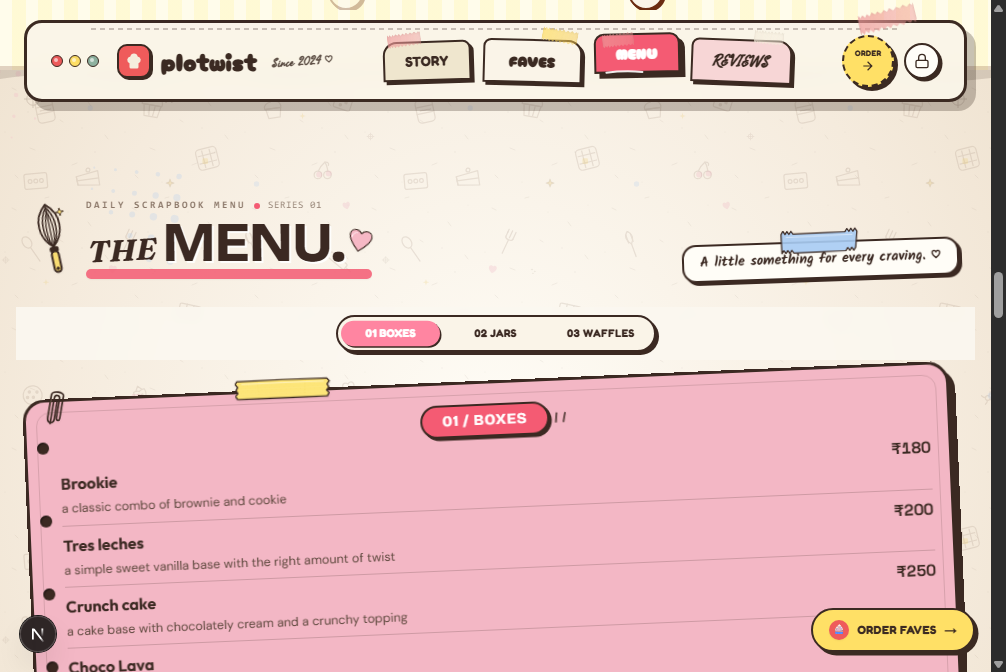 plotwist
Since 2024 ♡
STORY
FAVES
MENU
REVIEWS
ORDER
→
DAILY SCRAPBOOK MENU • SERIES 01
THE MENU.
A little something for every craving. ♡
01 BOXES
02 JARS
03 WAFFLES
01 / BOXES
Brookie
₹180
a classic combo of brownie and cookie
Tres leches
₹200
a simple sweet vanilla base with the right amount of twist
Crunch cake
₹250
a cake base with chocolately cream and a crunchy topping
Choco Lava
N
ORDER FAVES →